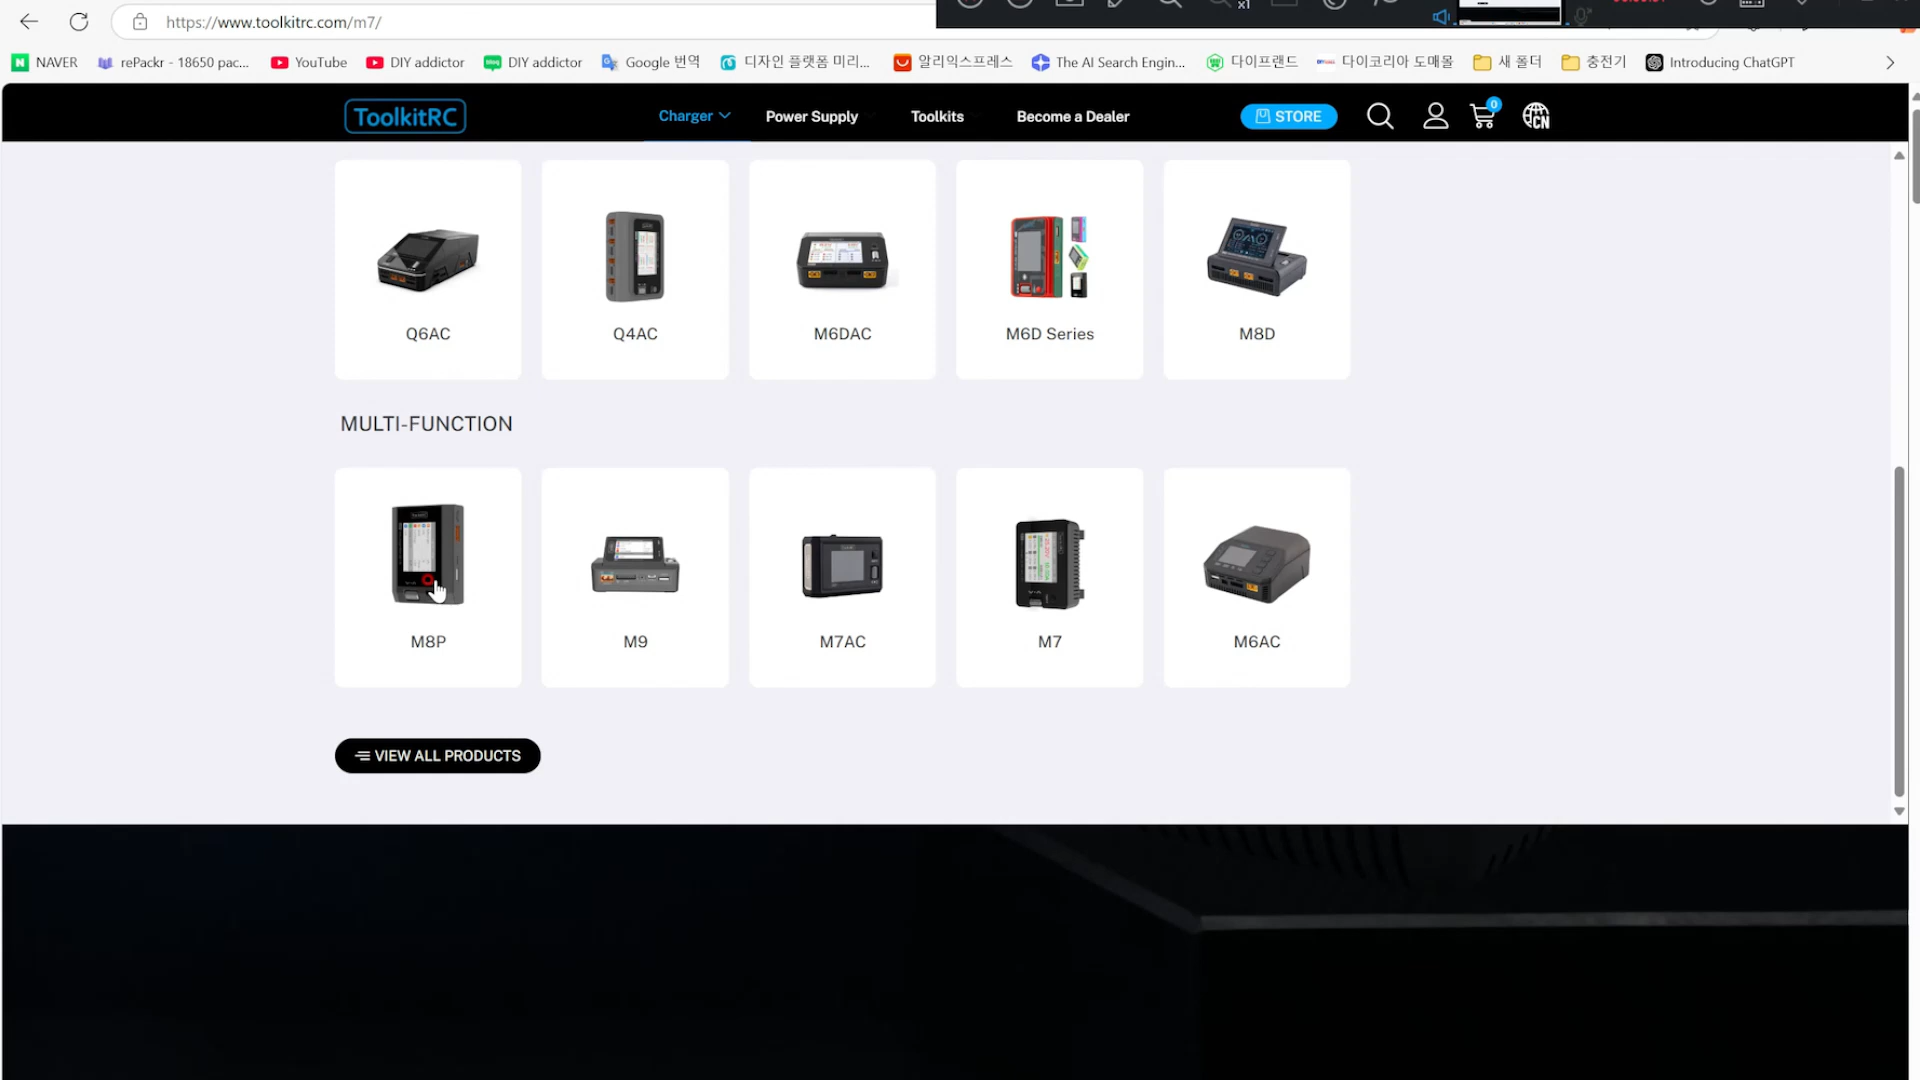 https://www.toolkitrc.com/m7/
x1
NAVER
rePackr - 18650 pac...
YouTube
DIY addictor
DIY addictor
Google 번역
디자인 플랫폼 미리...
알리익스프레스
The AI Search Engin...
다이프랜드
다이코리아 도매몰
새 폴더
충전기
Introducing ChatGPT
ToolkitRC
Charger
Power Supply
Toolkits
Become a Dealer
STORE
0
CN
Q6AC
Q4AC
M6DAC
M6D Series
M8D
MULTI-FUNCTION
M8P
M9
M7AC
M7
M6AC
VIEW ALL PRODUCTS